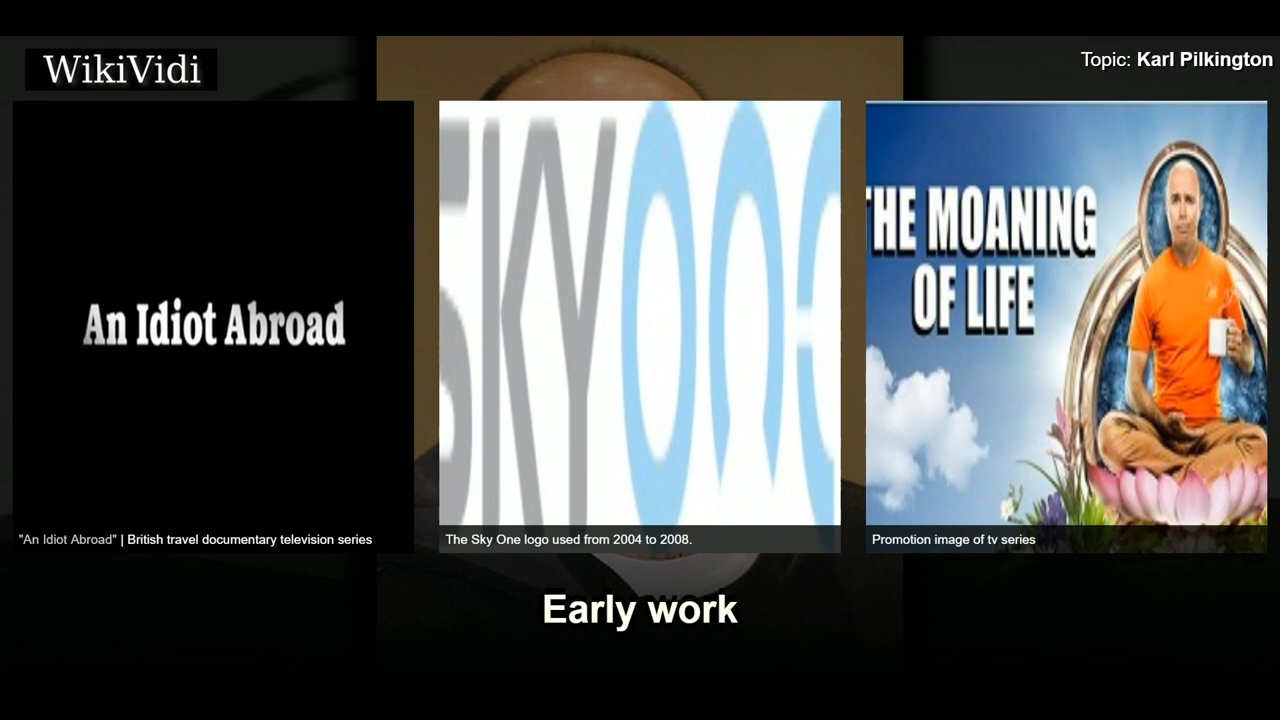 WikiVidi
Topic: Karl Pilkington
An Idiot Abroad
SKY one
THE MOANING
OF LIFE
"An Idiot Abroad" | British travel documentary television series
The Sky One logo used from 2004 to 2008.
Promotion image of tv series
Early work